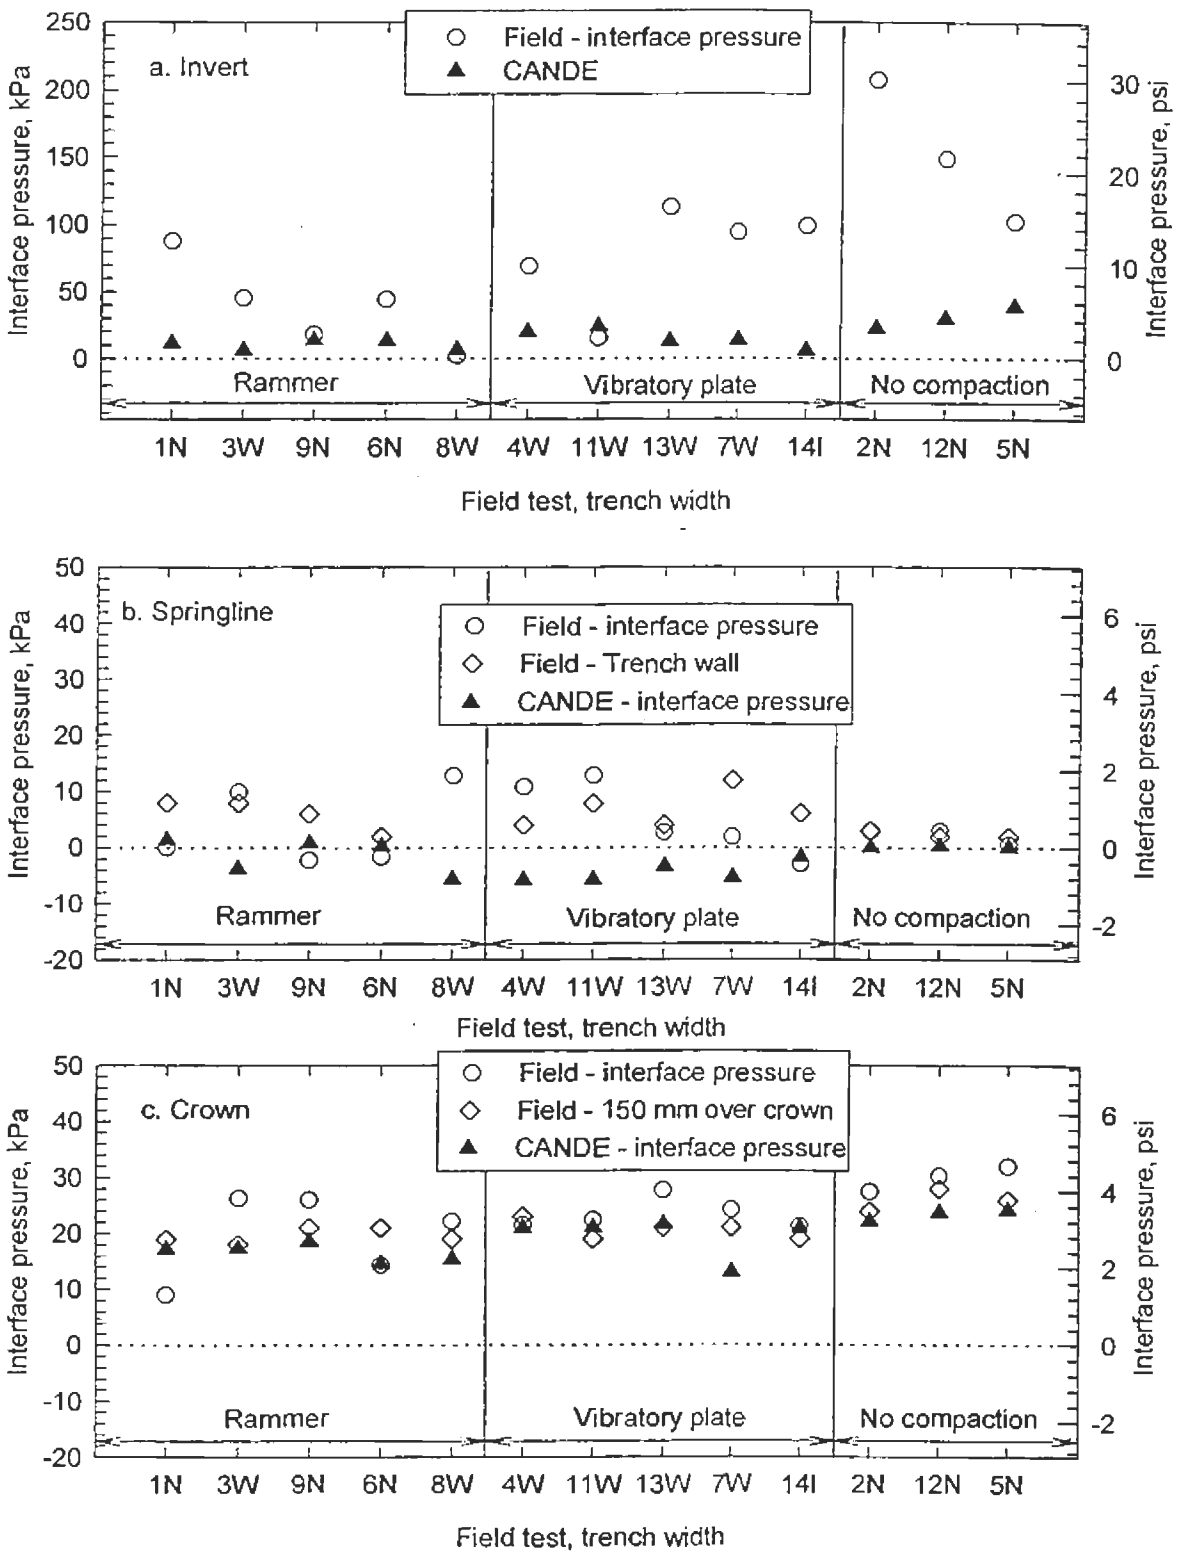 a. Invert
Field - interface pressure
CANDE
Interface pressure, kPa
250
200
150
100
50
0
Interface pressure, psi
30
20
10
0
Rammer
Vibratory plate
No compaction
1N 3W 9N 6N 8W 4W 11W 13W 7W 14I 2N 12N 5N
Field test, trench width
b. Springline
Field - interface pressure
Field - Trench wall
CANDE - interface pressure
Interface pressure, kPa
50
40
30
20
10
0
-10
-20
Interface pressure, psi
6
4
2
0
-2
Rammer
Vibratory plate
No compaction
1N 3W 9N 6N 8W 4W 11W 13W 7W 14I 2N 12N 5N
Field test, trench width
c. Crown
Field - interface pressure
Field - 150 mm over crown
CANDE - interface pressure
Interface pressure, kPa
50
40
30
20
10
0
-10
-20
Interface pressure, psi
6
4
2
0
-2
Rammer
Vibratory plate
No compaction
1N 3W 9N 6N 8W 4W 11W 13W 7W 14I 2N 12N 5N
Field test, trench width